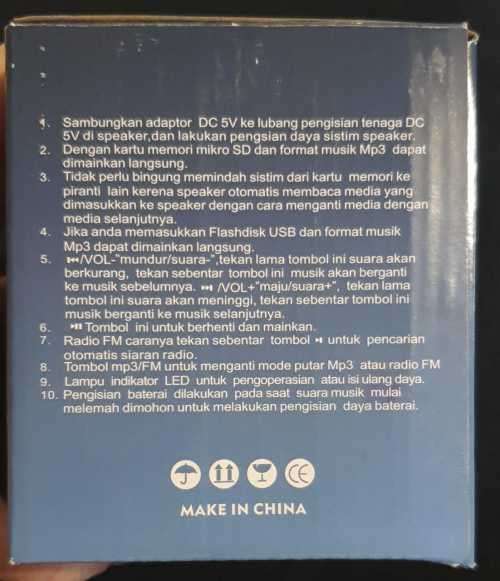 1. Sambungkan adaptor DC 5V ke lubang pengisian tenaga DC
5V di speaker,dan lakukan pengsian daya sistim speaker.
2. Dengan kartu memori mikro SD dan format musik Mp3 dapat
dimainkan langsung.
3. Tidak perlu bingung memindah sistim dari kartu memori ke
piranti lain kerena speaker otomatis membaca media yang
dimasukkan ke speaker dengan cara menganti media dengan
media selanjutnya.
4. Jika anda memasukkan Flashdisk USB dan format musik
Mp3 dapat dimainkan langsung.
5. ⏮/VOL-"mundur/suara-",tekan lama tombol ini suara akan
berkurang, tekan sebentar tombol ini musik akan berganti
ke musik sebelumnya. ⏭ /VOL+"maju/suara+", tekan lama
tombol ini suara akan meninggi, tekan sebentar tombol ini
musik berganti ke musik selanjutnya.
6. ⏯ Tombol ini untuk berhenti dan mainkan.
7. Radio FM caranya tekan sebentar tombol ⏯ untuk pencarian
otomatis siaran radio.
8. Tombol mp3/FM untuk menganti mode putar Mp3 atau radio FM
9. Lampu indikator LED untuk pengoperasian atau isi ulang daya.
10. Pengisian baterai dilakukan pada saat suara musik mulai
melemah dimohon untuk melakukan pengisian daya baterai.
CE
MAKE IN CHINA